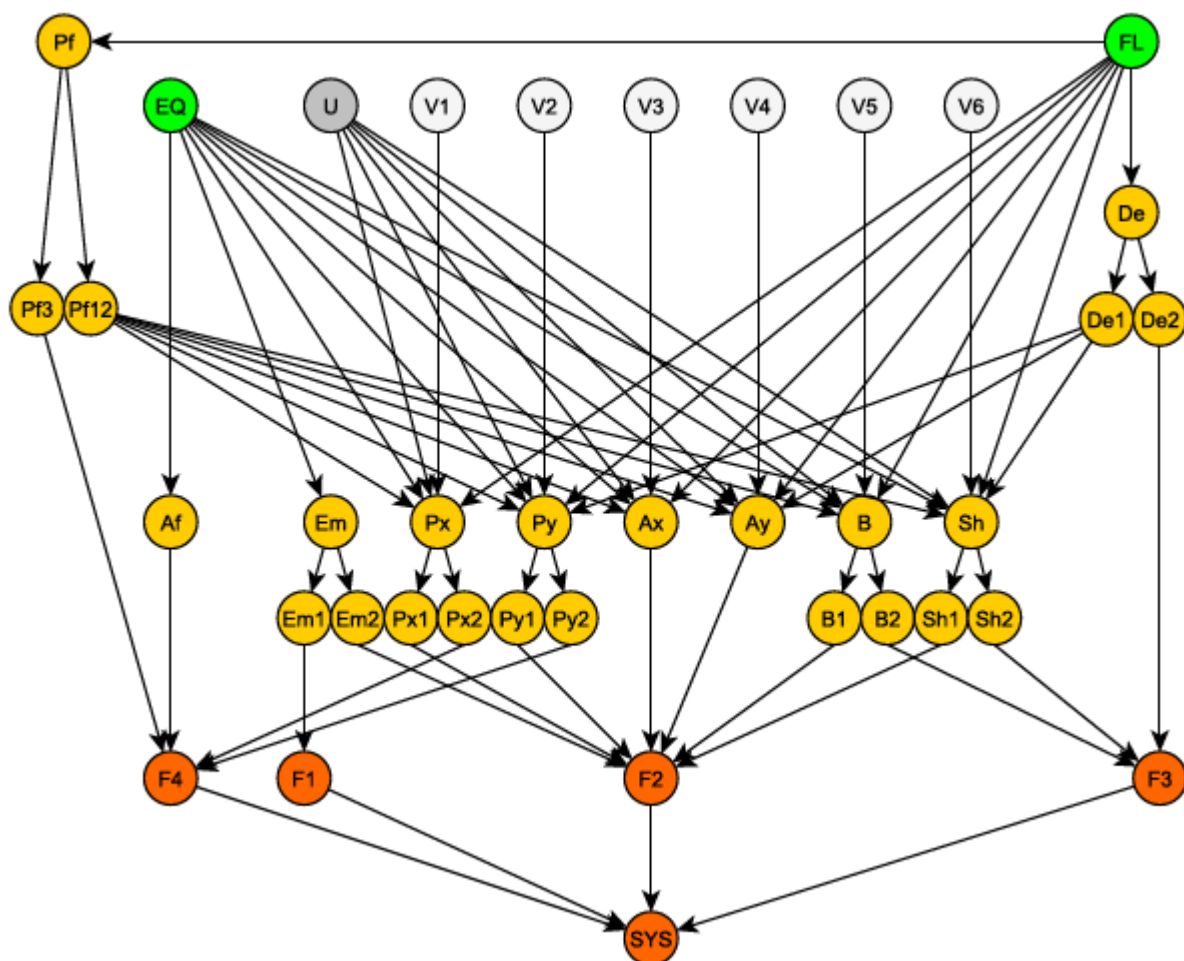 Pf FL
EQ U V1 V2 V3 V4 V5 V6
De
Pf3 Pf12 De1 De2
Af Em Px Py Ax Ay B Sh
Em1 Em2 Px1 Px2 Py1 Py2 B1 B2 Sh1 Sh2
F4 F1 F2 F3
SYS